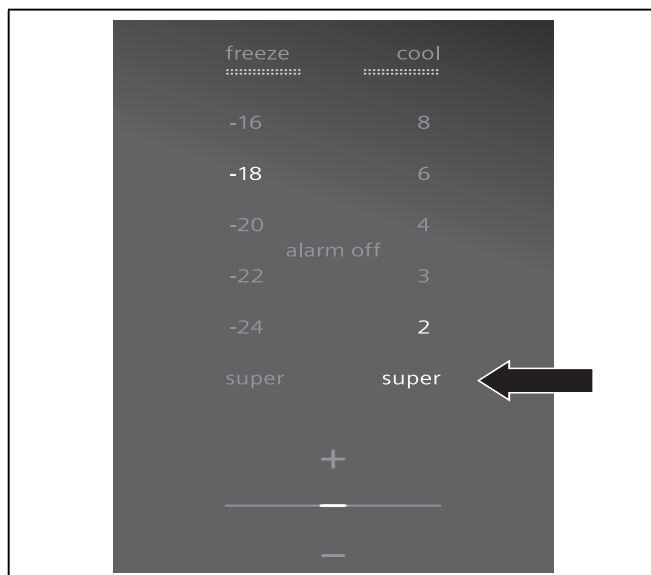 freeze cool
-16 8
-18 6
-20 4
alarm off
-22 3
-24 2
super super
+
—